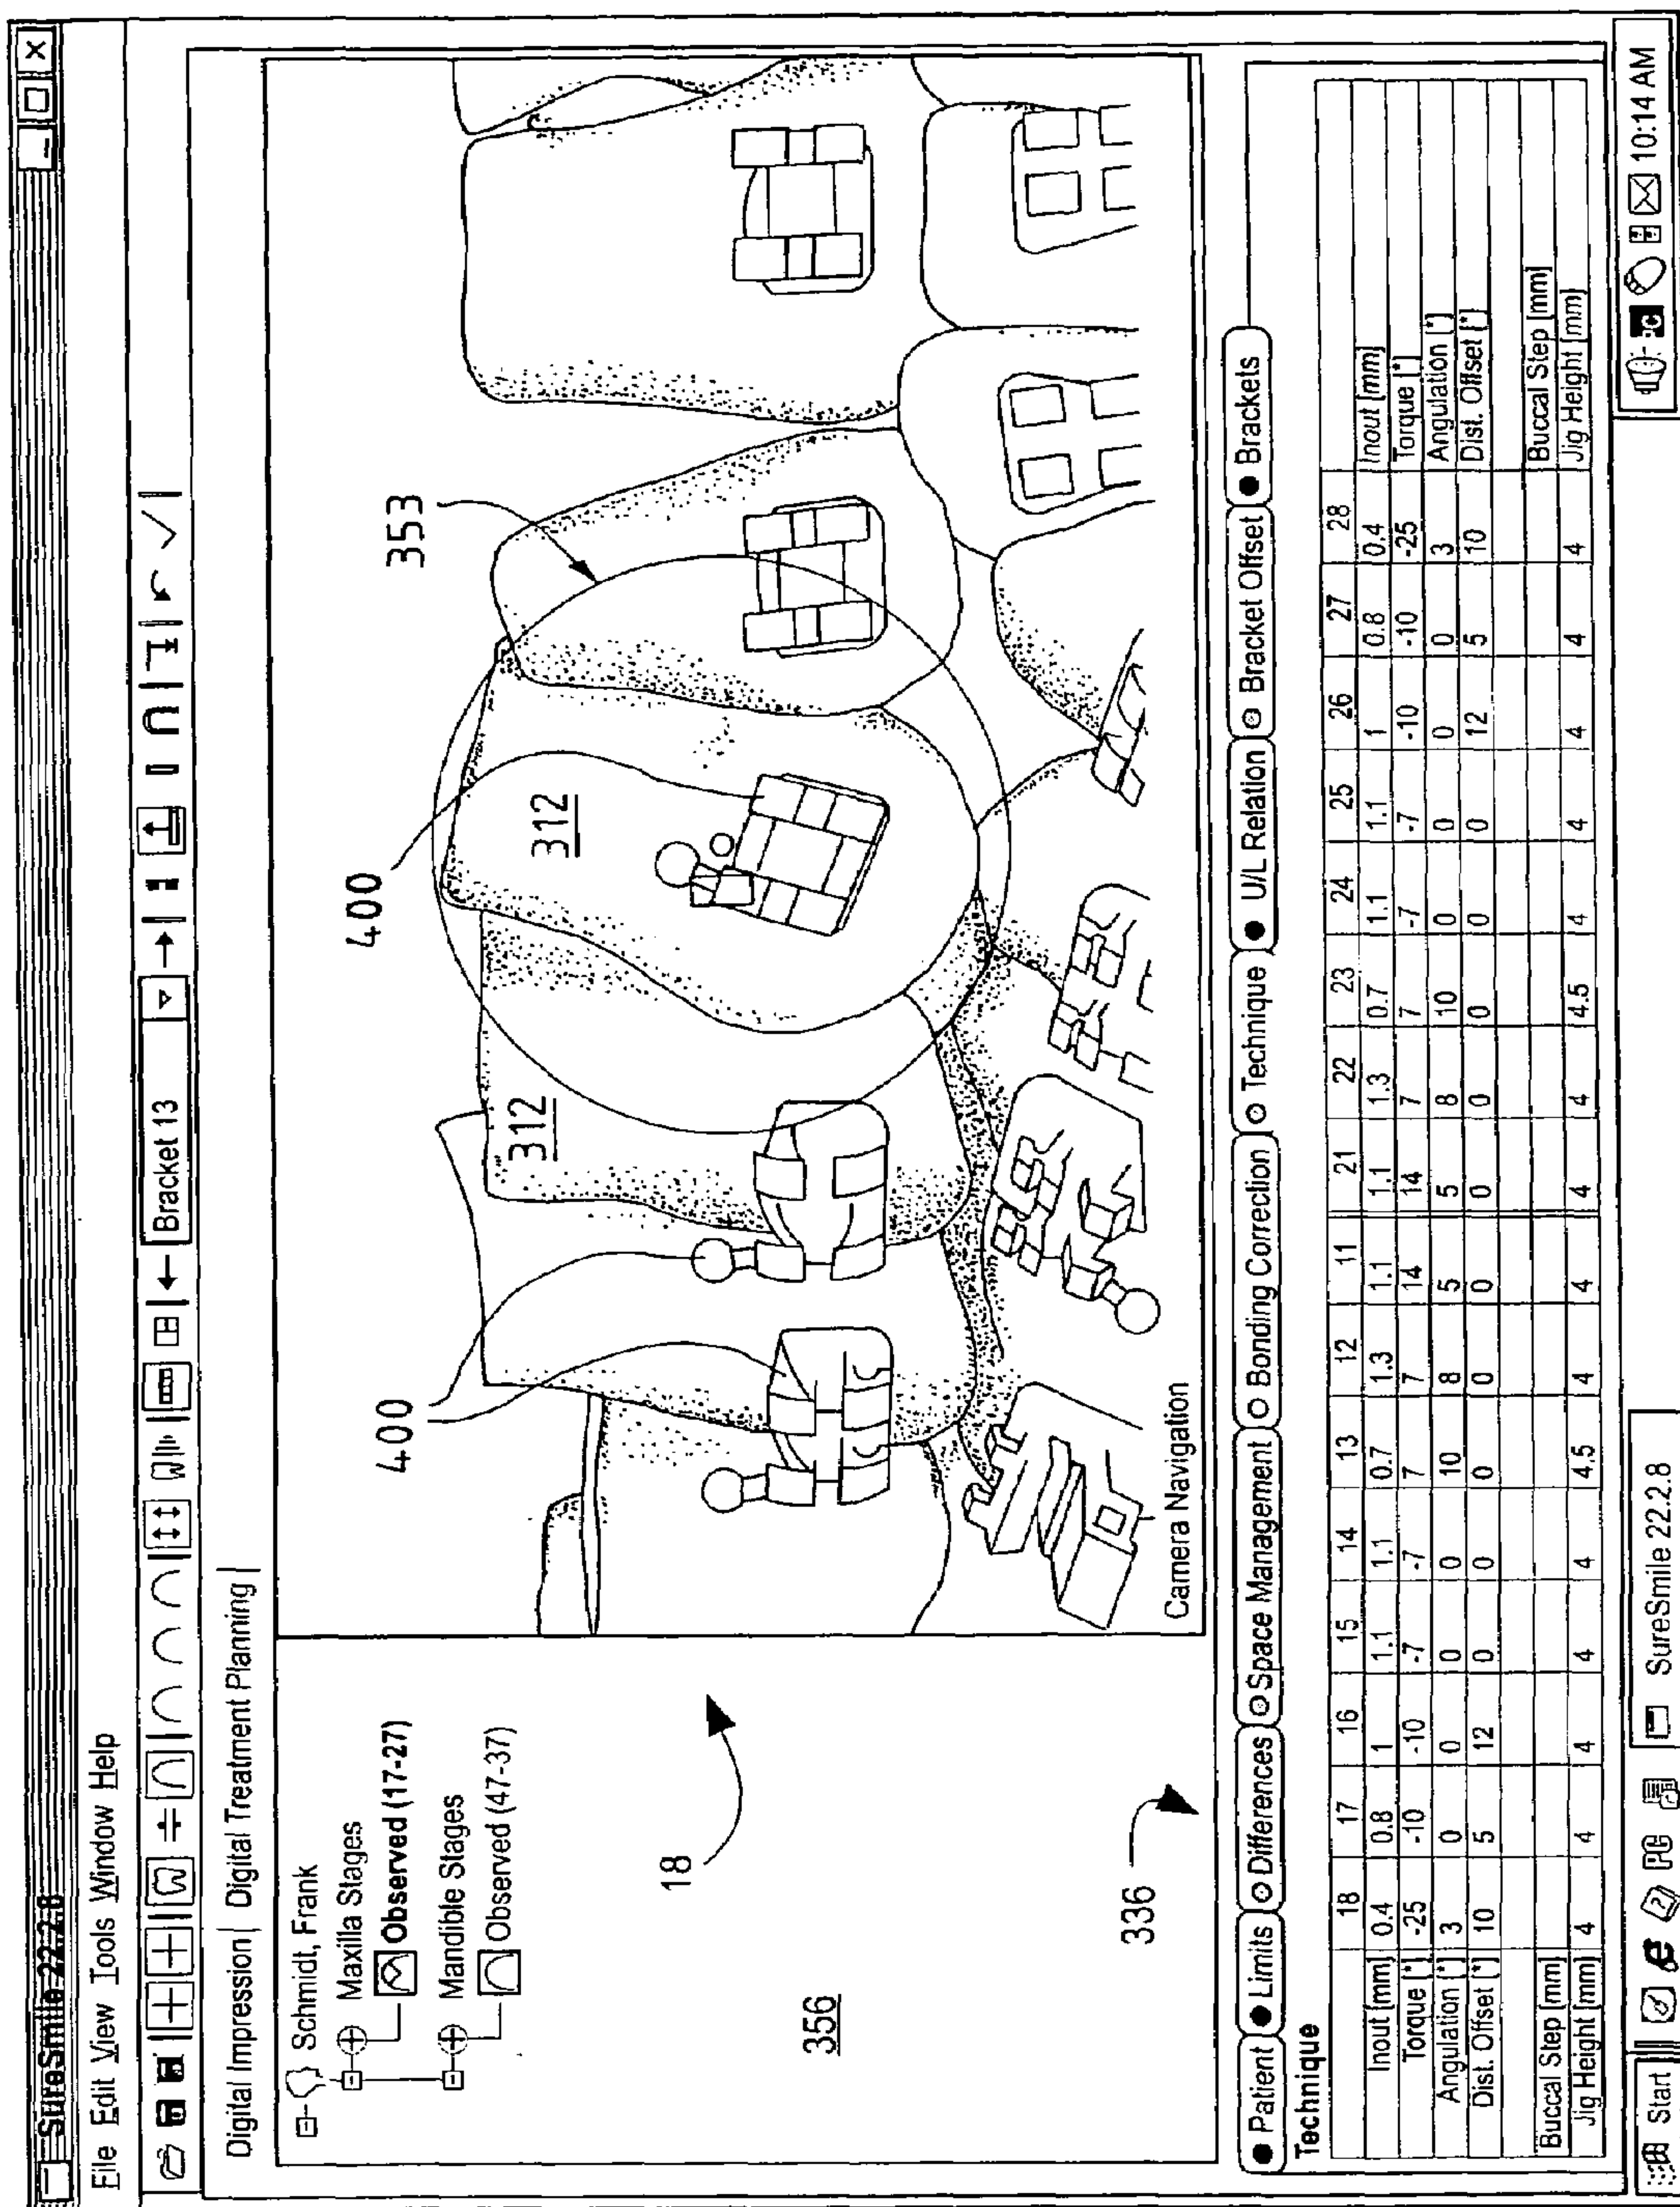 SureSmile 22.2.8
File Edit View Tools Window Help
Bracket 13
Digital Impression Digital Treatment Planning
Schmidt, Frank
Maxilla Stages
Observed (17-27)
Mandible Stages
Observed (47-37)
18
356
336
400
400
353
312
312
Camera Navigation
Patient Limits Differences Space Management Bonding Correction Technique U/L Relation Bracket Offset Brackets
Technique
18 17 16 15 14 13 12 11 21 22 23 24 25 26 27 28
Inout [mm] 0.4 0.8 1 1.1 1.1 0.7 1.3 1.1 1.1 1.3 0.7 1.1 1.1 1 0.8 0.4 Inout [mm]
Torque [*] -25 -10 -10 -7 -7 7 7 14 14 7 7 -7 -7 -10 -10 -25 Torque [*]
Angulation [*] 3 0 0 0 0 10 8 5 5 8 10 0 0 0 0 3 Angulation [*]
Dist. Offset [*] 10 5 12 0 0 0 0 0 0 0 0 0 0 12 5 10 Dist. Offset [*]
Buccal Step [mm] Buccal Step [mm]
Jig Height [mm] 4 4 4 4 4 4.5 4 4 4 4 4.5 4 4 4 4 4 Jig Height [mm]
Start SureSmile 22.2.8 10:14 AM